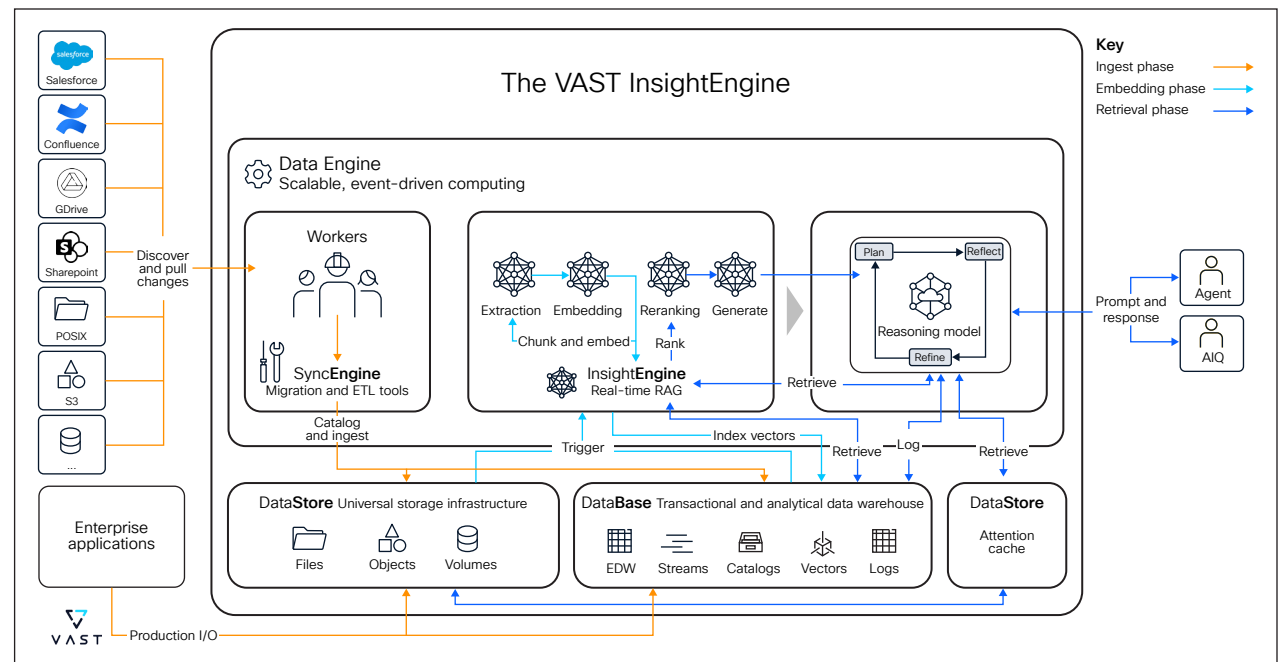 salesforce
Salesforce
Confluence
GDrive
S
Sharepoint
POSIX
S3
...
Discover
and pull
changes
Enterprise
applications
VAST
Production I/O
The VAST InsightEngine
Data Engine
Scalable, event-driven computing
Workers
SyncEngine
Migration and ETL tools
Catalog
and ingest
Extraction
Embedding
Reranking
Generate
Chunk and embed
Rank
InsightEngine
Real-time RAG
Trigger
Index vectors
Plan
Reflect
Reasoning model
Refine
Retrieve
Retrieve
Log
Retrieve
DataStore Universal storage infrastructure
Files
Objects
Volumes
DataBase Transactional and analytical data warehouse
EDW
Streams
Catalogs
Vectors
Logs
DataStore
Attention
cache
Key
Ingest phase
Embedding phase
Retrieval phase
Prompt and
response
Agent
AIQ